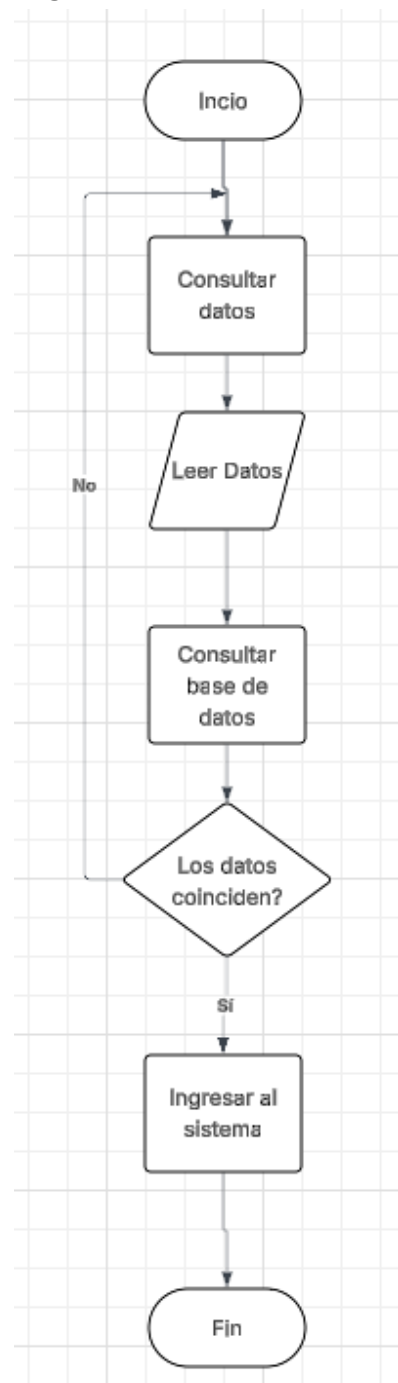 Incio
Consultar
datos
Leer Datos
No
Consultar
base de
datos
Los datos
coinciden?
Sí
Ingresar al
sistema
Fin